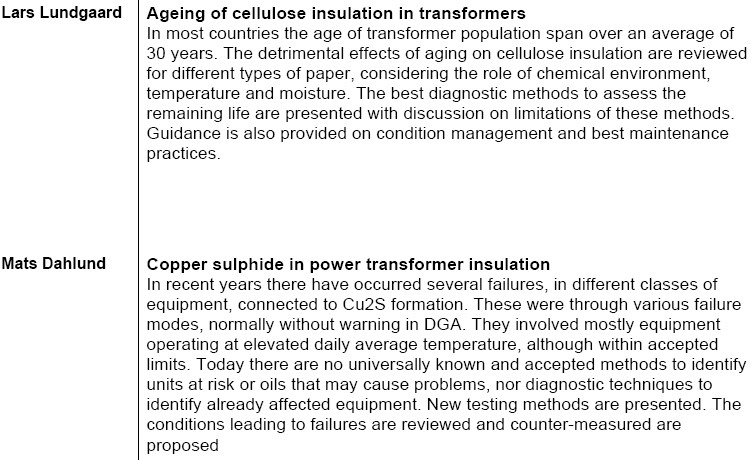 Lars Lundgaard
Ageing of cellulose insulation in transformers
In most countries the age of transformer population span over an average of
30 years. The detrimental effects of aging on cellulose insulation are reviewed
for different types of paper, considering the role of chemical environment,
temperature and moisture. The best diagnostic methods to assess the
remaining life are presented with discussion on limitations of these methods.
Guidance is also provided on condition management and best maintenance
practices.
Mats Dahlund
Copper sulphide in power transformer insulation
In recent years there have occurred several failures, in different classes of
equipment, connected to Cu2S formation. These were through various failure
modes, normally without warning in DGA. They involved mostly equipment
operating at elevated daily average temperature, although within accepted
limits. Today there are no universally known and accepted methods to identify
units at risk or oils that may cause problems, nor diagnostic techniques to
identify already affected equipment. New testing methods are presented. The
conditions leading to failures are reviewed and counter-measured are
proposed